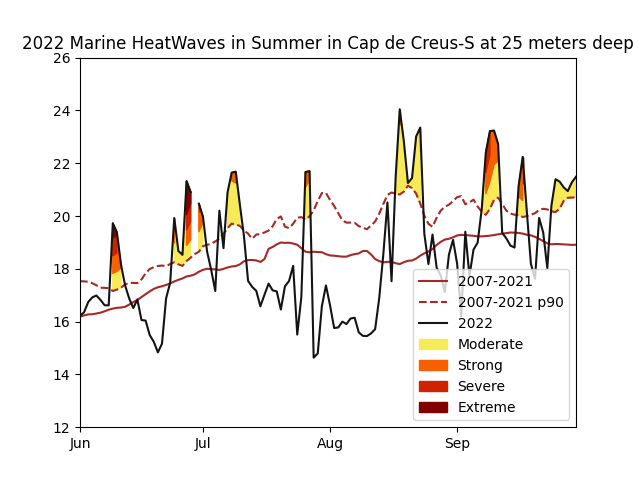 2022 Marine HeatWaves in Summer in Cap de Creus-S at 25 meters deep
26
24
22
20
18
16
14
12
Jun
Jul
Aug
Sep
2007-2021
2007-2021 p90
2022
Moderate
Strong
Severe
Extreme